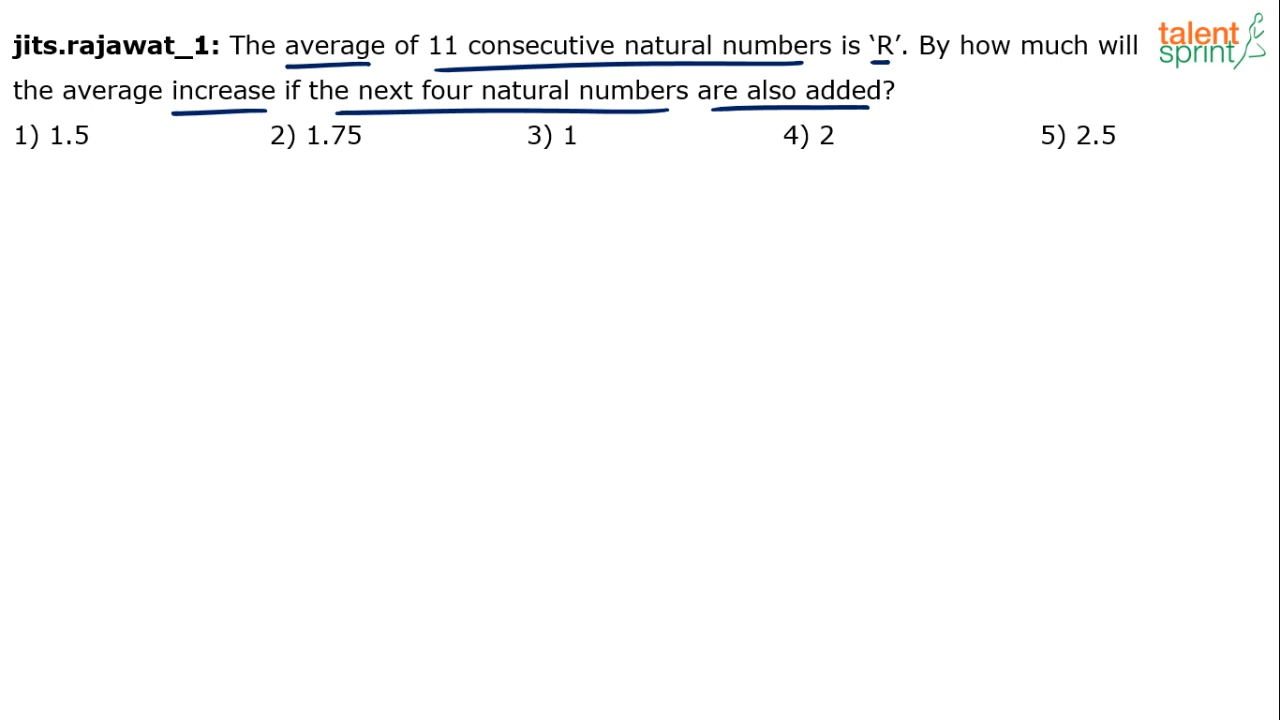 jits.rajawat_1: The average of 11 consecutive natural numbers is ‘R’. By how much will
the average increase if the next four natural numbers are also added?
1) 1.5 2) 1.75 3) 1 4) 2 5) 2.5
talent
sprint